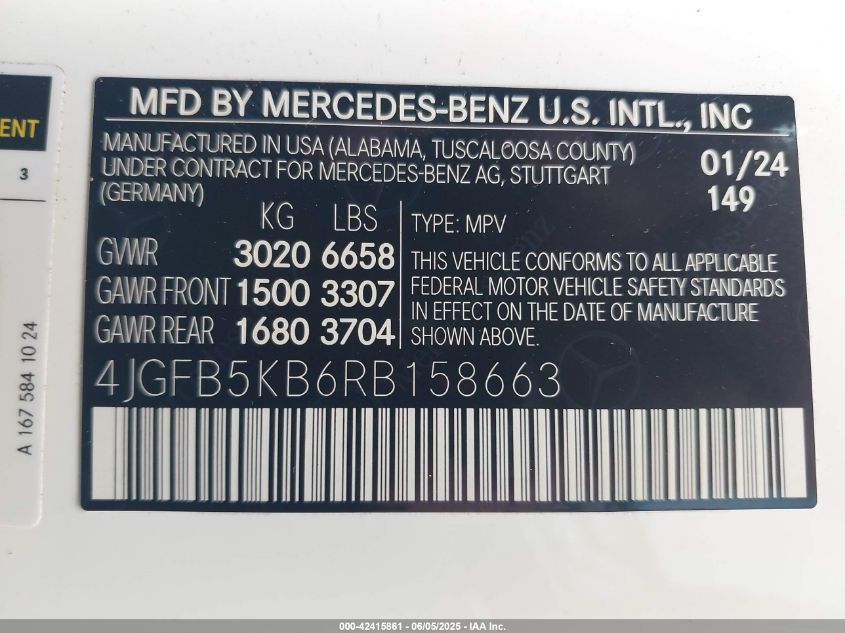 ENT
3
A 167 584 10 24
MFD BY MERCEDES-BENZ U.S. INTL., INC
MANUFACTURED IN USA (ALABAMA, TUSCALOOSA COUNTY)
UNDER CONTRACT FOR MERCEDES-BENZ AG, STUTTGART
(GERMANY)
01/24
149
KG LBS
GVWR 3020 6658
GAWR FRONT 1500 3307
GAWR REAR 1680 3704
TYPE: MPV
THIS VEHICLE CONFORMS TO ALL APPLICABLE
FEDERAL MOTOR VEHICLE SAFETY STANDARDS
IN EFFECT ON THE DATE OF MANUFACTURE
SHOWN ABOVE.
4JGFB5KB6RB158663
000-42415861 - 06/05/2025 - IAA Inc.